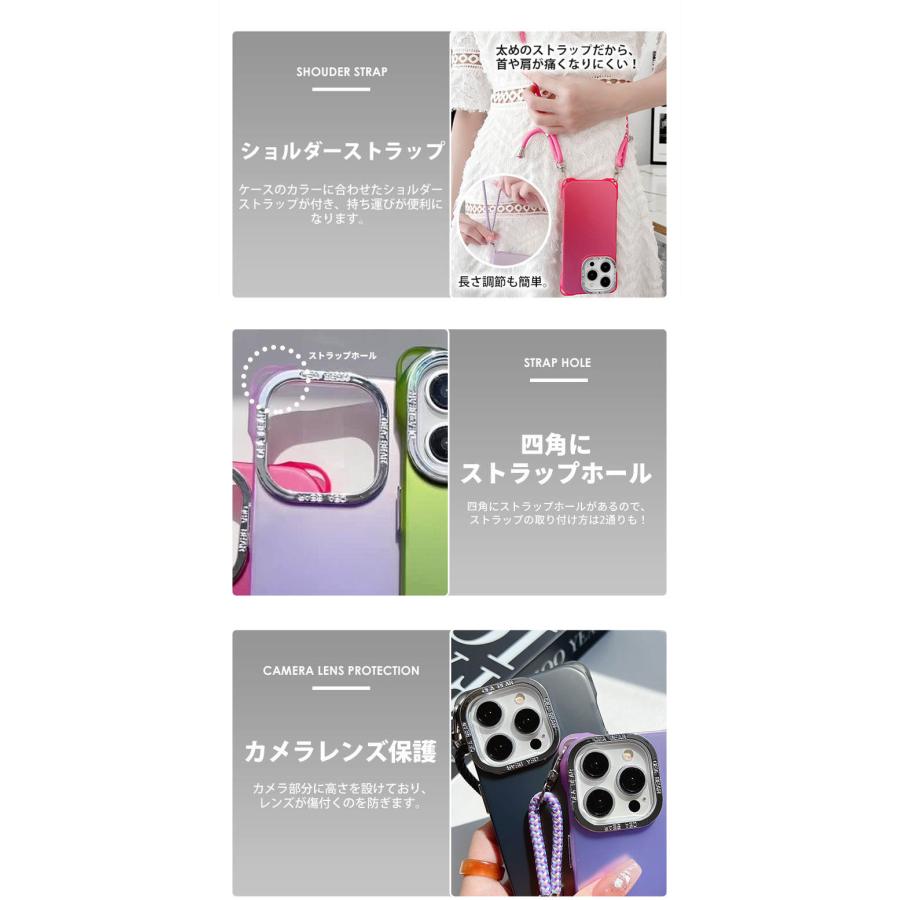 SHOUDER STRAP
ショルダーストラップ
ケースのカラーに合わせたショルダー
ストラップが付き、持ち運びが便利に
なります。
太めのストラップだから、
首や肩が痛くなりにくい！
長さ調節も簡単。
ストラップホール
STRAP HOLE
四角に
ストラップホール
四角にストラップホールがあるので、
ストラップの取り付け方は2通りも！
CAMERA LENS PROTECTION
カメラレンズ保護
カメラ部分に高さを設けており、
レンズが傷付くのを防ぎます。